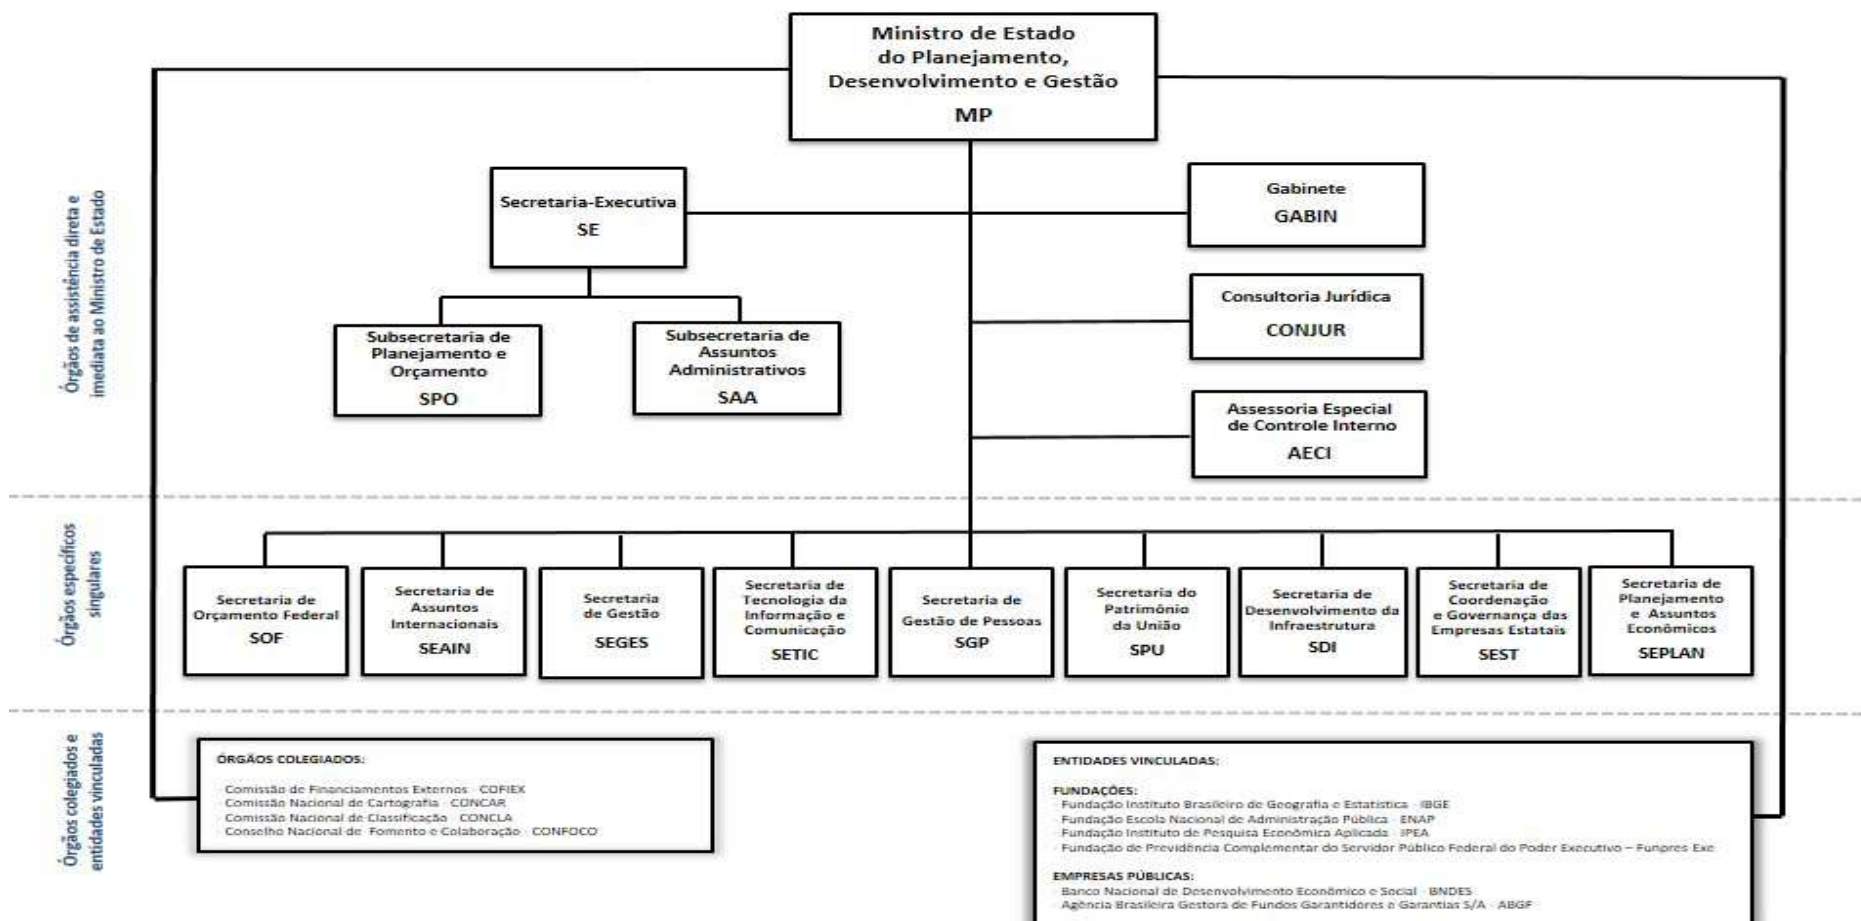 Ministro de Estado
do Planejamento,
Desenvolvimento e Gestão
MP
Órgãos de assistência direta e
imediata ao Ministro de Estado
Secretaria-Executiva
SE
Gabinete
GABIN
Subsecretaria de
Planejamento e
Orçamento
SPO
Subsecretaria de
Assuntos
Administrativos
SAA
Consultoria Jurídica
CONJUR
Assessoria Especial
de Controle Interno
AECI
Órgãos específicos
singulares
Secretaria de
Orçamento Federal
SOF
Secretaria de
Assuntos
Internacionais
SEAIN
Secretaria
de Gestão
SEGES
Secretaria de
Tecnologia da
Informação e
Comunicação
SETIC
Secretaria de
Gestão de Pessoas
SGP
Secretaria do
Patrimônio
da União
SPU
Secretaria de
Desenvolvimento da
Infraestrutura
SDI
Secretaria de
Coordenação
e Governança das
Empresas Estatais
SEST
Secretaria de
Planejamento
e Assuntos
Econômicos
SEPLAN
Órgãos colegiados e
entidades vinculadas
ÓRGÃOS COLEGIADOS:
- Comissão de Financiamentos Externos - COFIEX
- Comissão Nacional de Cartografia - CONCAR
- Comissão Nacional de Classificação - CONCLA
- Conselho Nacional de Fomento e Colaboração - CONFOCO
ENTIDADES VINCULADAS:
FUNDAÇÕES:
- Fundação Instituto Brasileiro de Geografia e Estatística - IBGE
- Fundação Escola Nacional de Administração Pública - ENAP
- Fundação Instituto de Pesquisa Econômica Aplicada - IPEA
- Fundação de Previdência Complementar do Servidor Público Federal do Poder Executivo – Funpres-Exe
EMPRESAS PÚBLICAS:
- Banco Nacional de Desenvolvimento Econômico e Social - BNDES
- Agência Brasileira Gestora de Fundos Garantidores e Garantias S/A - ABGF